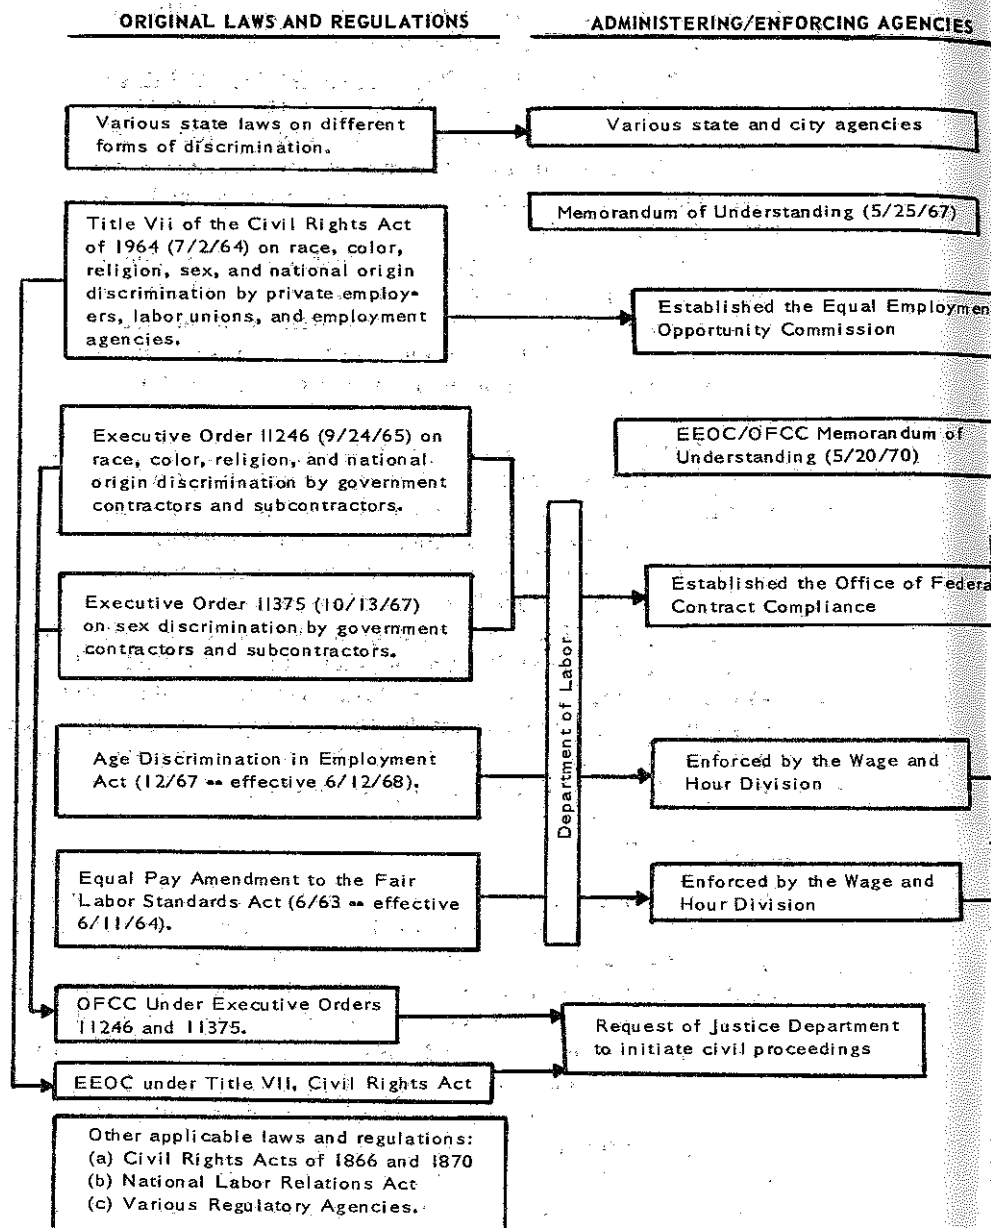 ORIGINAL LAWS AND REGULATIONS
ADMINISTERING/ENFORCING AGENCIES
Various state laws on different
forms of discrimination.
Various state and city agencies
Memorandum of Understanding (5/25/67)
Title Vii of the Civil Rights Act
of 1964 (7/2/64) on race, color,
religion, sex, and national origin
discrimination by private employ-
ers, labor unions, and employment
agencies.
Established the Equal Employmen
Opportunity Commission
Executive Order 11246 (9/24/65) on
race, color, religion, and national
origin discrimination by government
contractors and subcontractors.
EEOC/OFCC Memorandum of
Understanding (5/20/70)
Executive Order 11375 (10/13/67)
on sex discrimination by government
contractors and subcontractors.
Established the Office of Federa
Contract Compliance
Department of Labor
Age Discrimination in Employment
Act (12/67 -- effective 6/12/68).
Enforced by the Wage and
Hour Division
Equal Pay Amendment to the Fair
Labor Standards Act (6/63 -- effective
6/11/64).
Enforced by the Wage and
Hour Division
OFCC Under Executive Orders
11246 and 11375.
Request of Justice Department
to initiate civil proceedings
EEOC under Title VII, Civil Rights Act
Other applicable laws and regulations:
(a) Civil Rights Acts of 1866 and 1870
(b) National Labor Relations Act
(c) Various Regulatory Agencies.